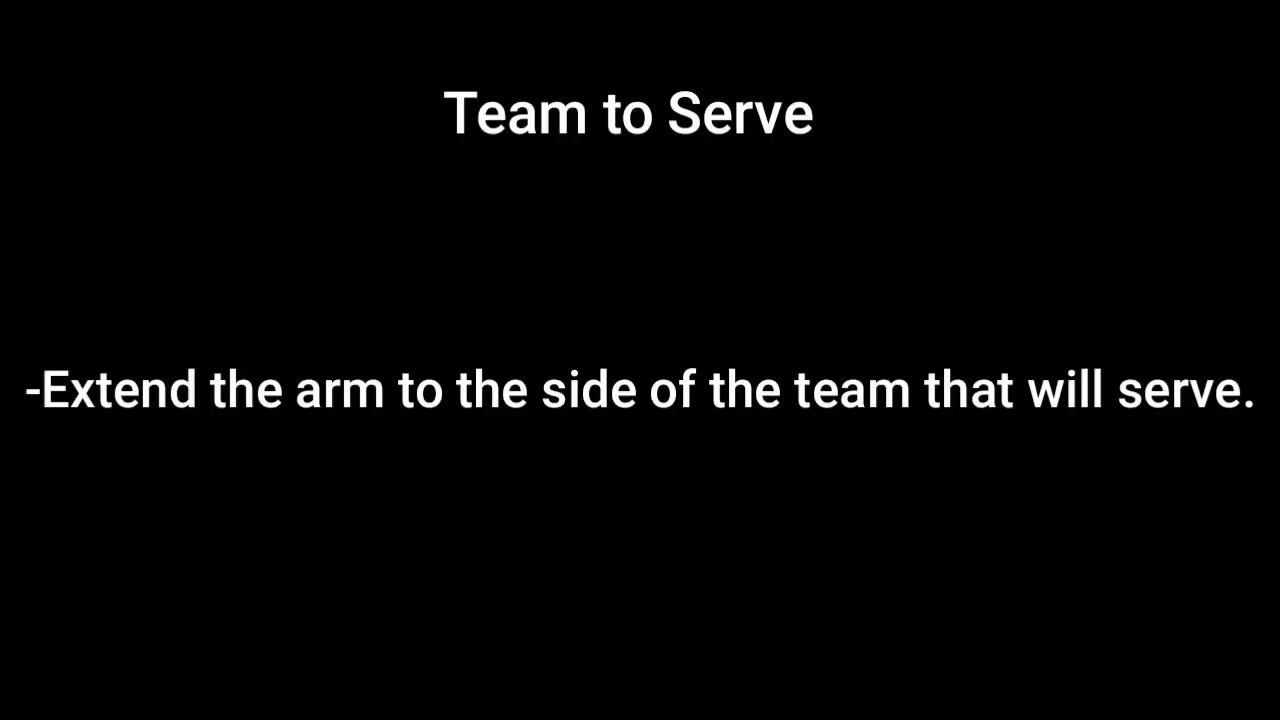 Team to Serve
-Extend the arm to the side of the team that will serve.